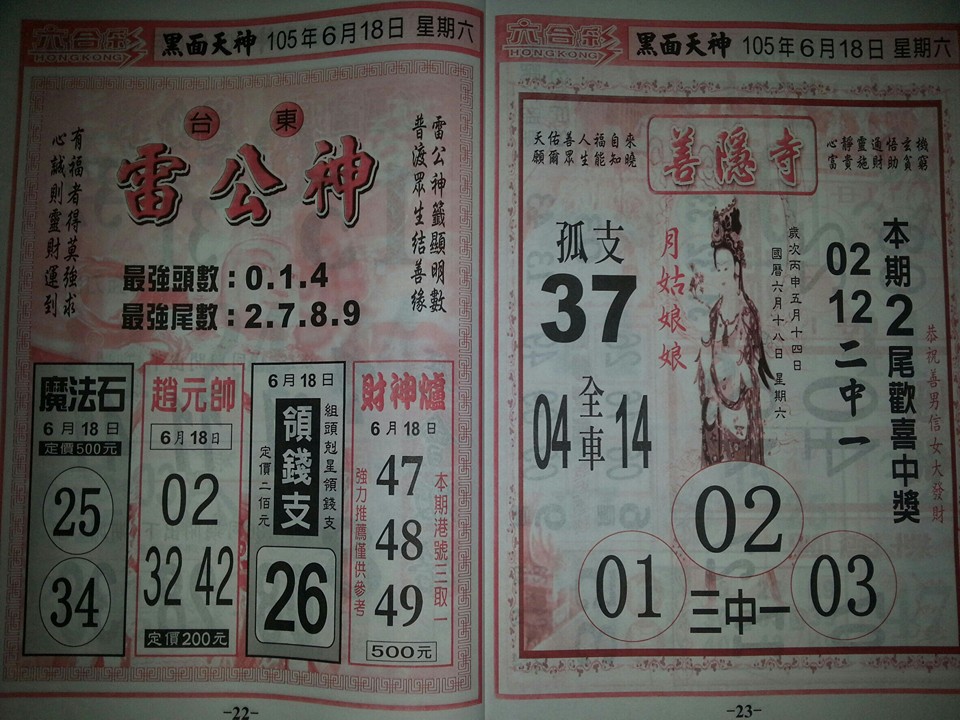 六合彩
HONGKONG
黑面天神 105年6月18日 星期六
台東
雷公神
雷公神籤顯明數
普渡眾生結善緣
有福者得莫強求
心誠則靈財運到
最強頭數：0.1.4
最強尾數：2.7.8.9
魔法石
6月18日
定價500元
25
34
趙元帥
6月18日
02
32 42
定價200元
6月18日
組頭剋星領錢支
領錢支
定價二佰元
26
財神爐
6月18日
本期港號三取一
47
48
49
強力推薦僅供參考
500元
-22-
六合彩
HONGKONG
黑面天神 105年6月18日 星期六
天佑善人福自來
願爾眾生能知曉
善隱寺
心靜靈通悟玄機
富貴施財助貧窮
本期2尾歡喜中獎
恭祝善男信女大發財
02
12
二中一
歲次丙申五月十四日
國曆六月十八日 星期六
月姑娘娘
孤支
37
全車
04 14
02
01
03
三中一
-23-